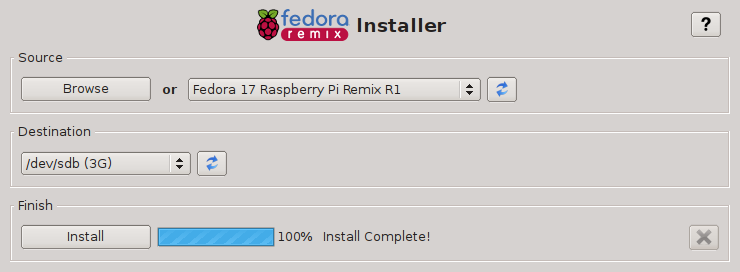 fedora
remix
Installer
?
Source
Browse or Fedora 17 Raspberry Pi Remix R1
Destination
/dev/sdb (3G)
Finish
Install 100% Install Complete!